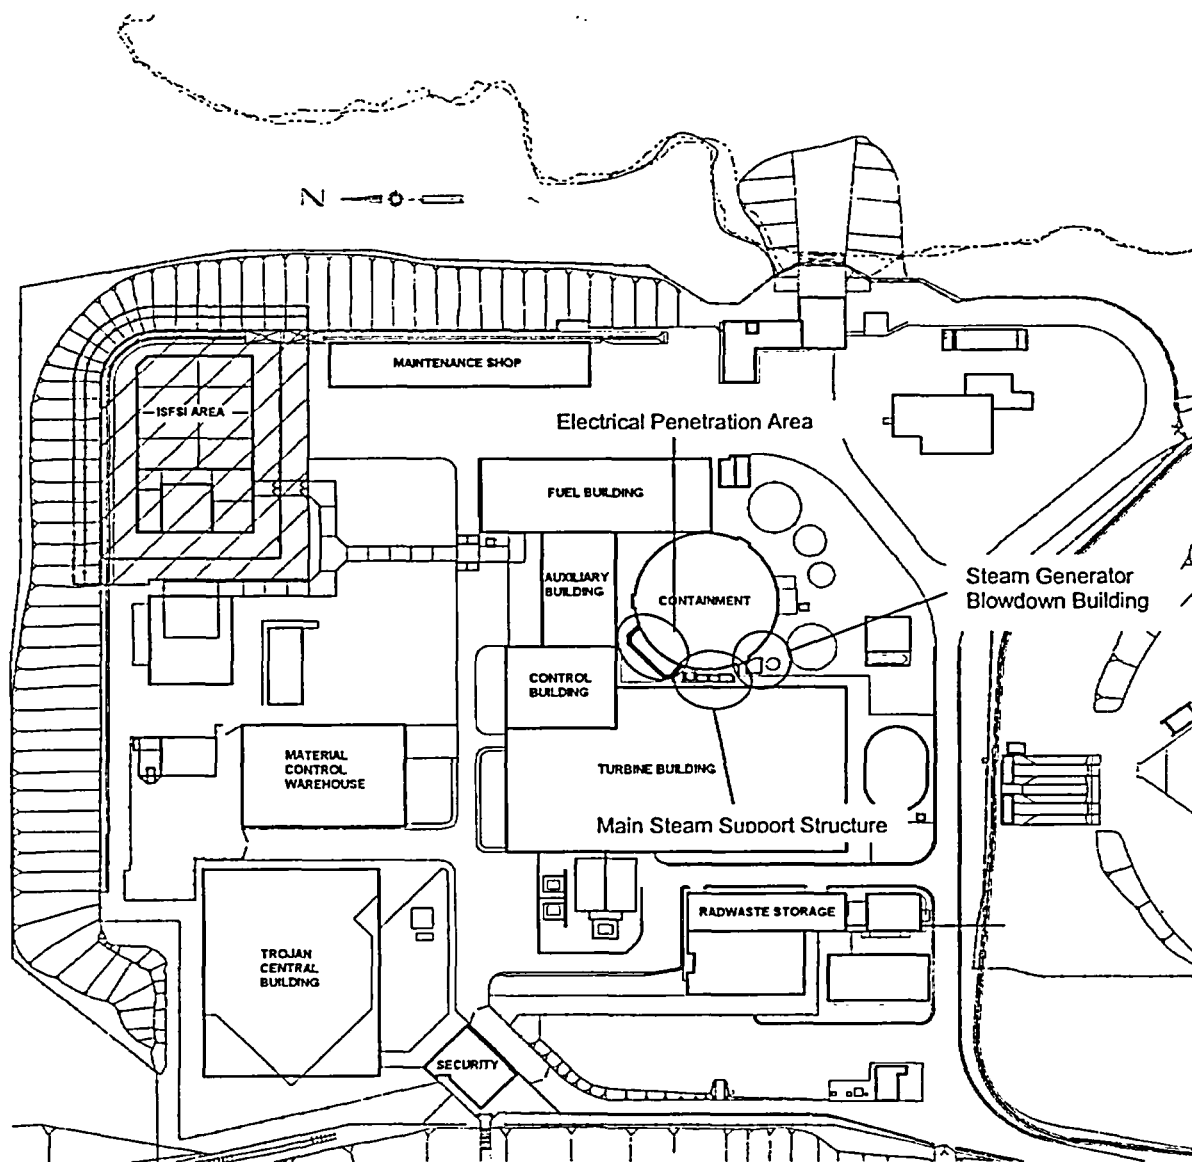 N
MAINTENANCE SHOP
ISFSI AREA
Electrical Penetration Area
FUEL BUILDING
AUXILIARY
BUILDING
CONTAINMENT
Steam Generator
Blowdown Building
CONTROL
BUILDING
MATERIAL
CONTROL
WAREHOUSE
TURBINE BUILDING
Main Steam Support Structure
RADWASTE STORAGE
TROJAN
CENTRAL
BUILDING
SECURITY